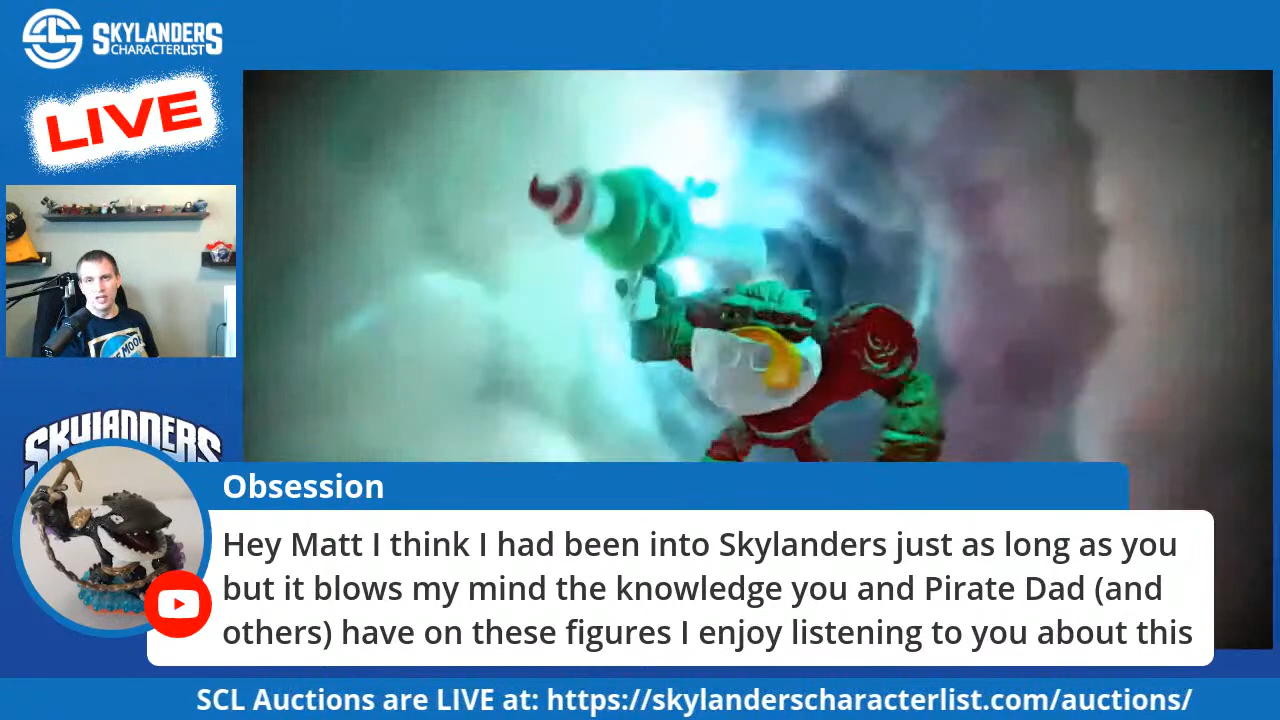 SKYLANDERS
CHARACTERLIST
LIVE
SKYLANDERS
Obsession
Hey Matt I think I had been into Skylanders just as long as you
but it blows my mind the knowledge you and Pirate Dad (and
others) have on these figures I enjoy listening to you about this
SCL Auctions are LIVE at: https://skylanderscharacterlist.com/auctions/